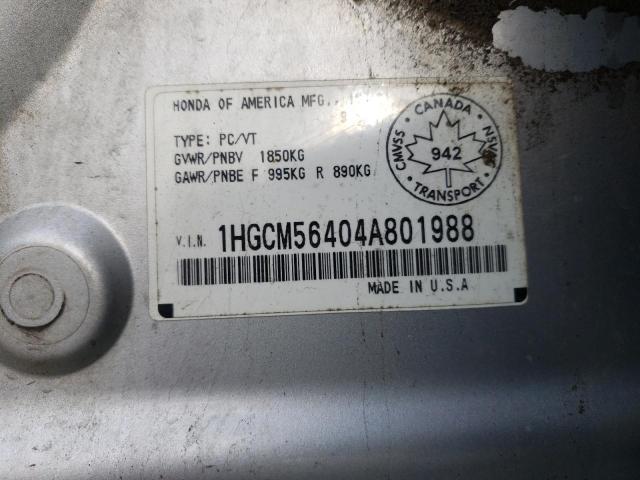 HONDA OF AMERICA MFG.,
TYPE: PC/VT
GVWR/PNBV 1850KG
GAWR/PNBE F 995KG R 890KG
CANADA
CMVSS
NSVAC
942
TRANSPORT
V.I.N. 1HGCM56404A801988
MADE IN U.S.A